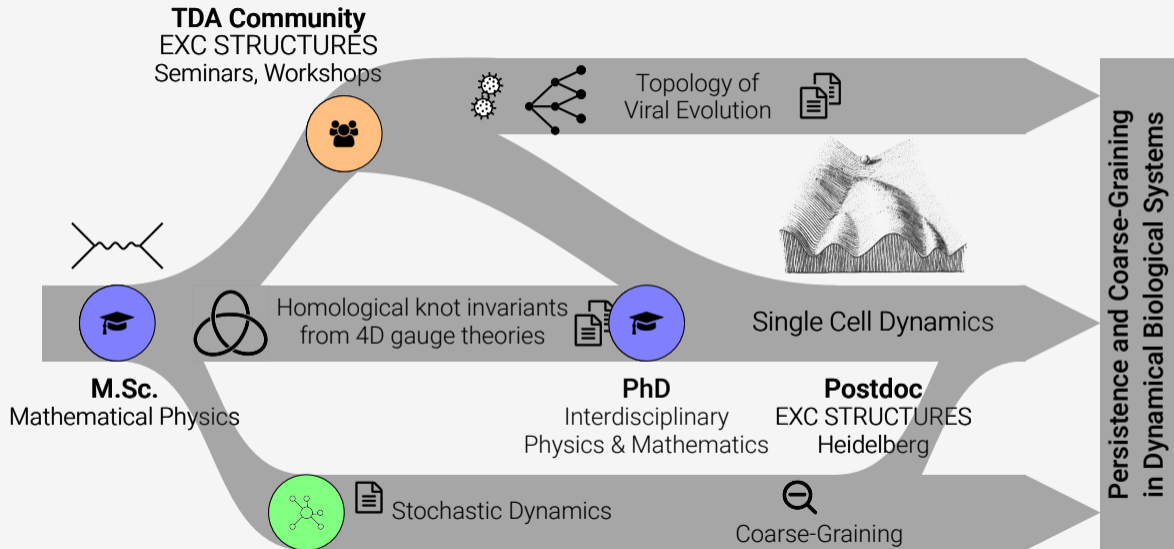 TDA Community
EXC STRUCTURES
Seminars, Workshops
Topology of
Viral Evolution
Homological knot invariants
from 4D gauge theories
Single Cell Dynamics
M.Sc.
Mathematical Physics
PhD
Interdisciplinary
Physics & Mathematics
Postdoc
EXC STRUCTURES
Heidelberg
Stochastic Dynamics
Coarse-Graining
Persistence and Coarse-Graining
in Dynamical Biological Systems